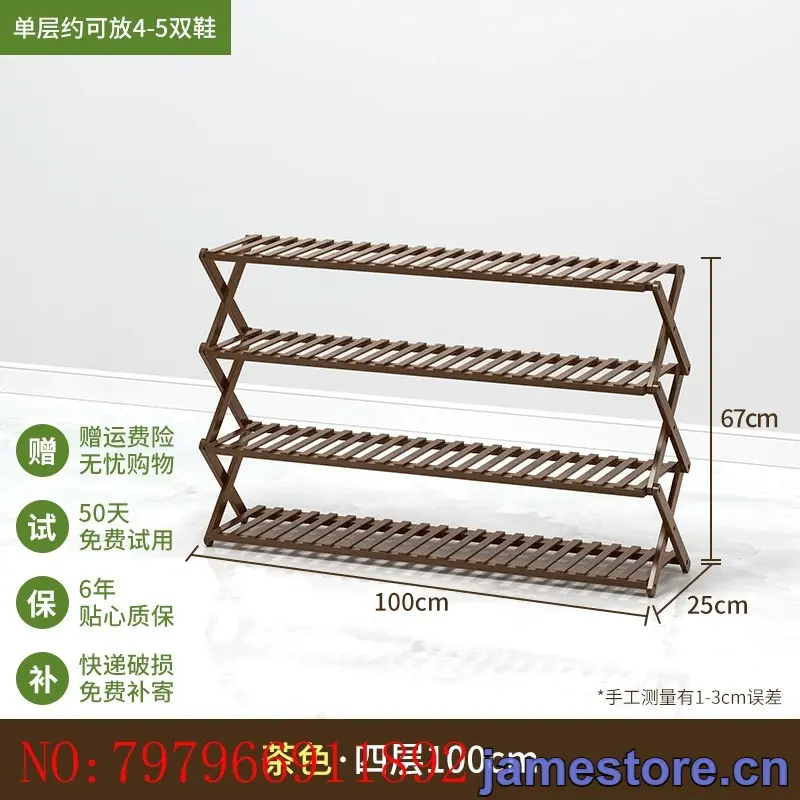 单层约可放4-5双鞋
67cm
赠 赠运费险
无忧购物
试 50天
免费试用
保 6年
贴心质保
补 快递破损
免费补寄
100cm
25cm
*手工测量有1-3cm误差
茶色·四层100cm
NO:797966911892
jamestore.cn